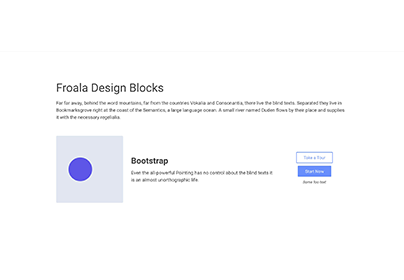 Froala Design Blocks
Far far away, behind the word mountains, far from the countries Vokalia and Consonantia, there live the blind texts. Separated they live in
Bookmarksgrove right at the coast of the Semantics, a large language ocean. A small river named Duden flows by their place and supplies
it with the necessary regelialia.
Bootstrap
Even the all-powerful Pointing has no control about the blind texts it
is an almost unorthographic life.
Take a Tour
Start Now
Some fav text